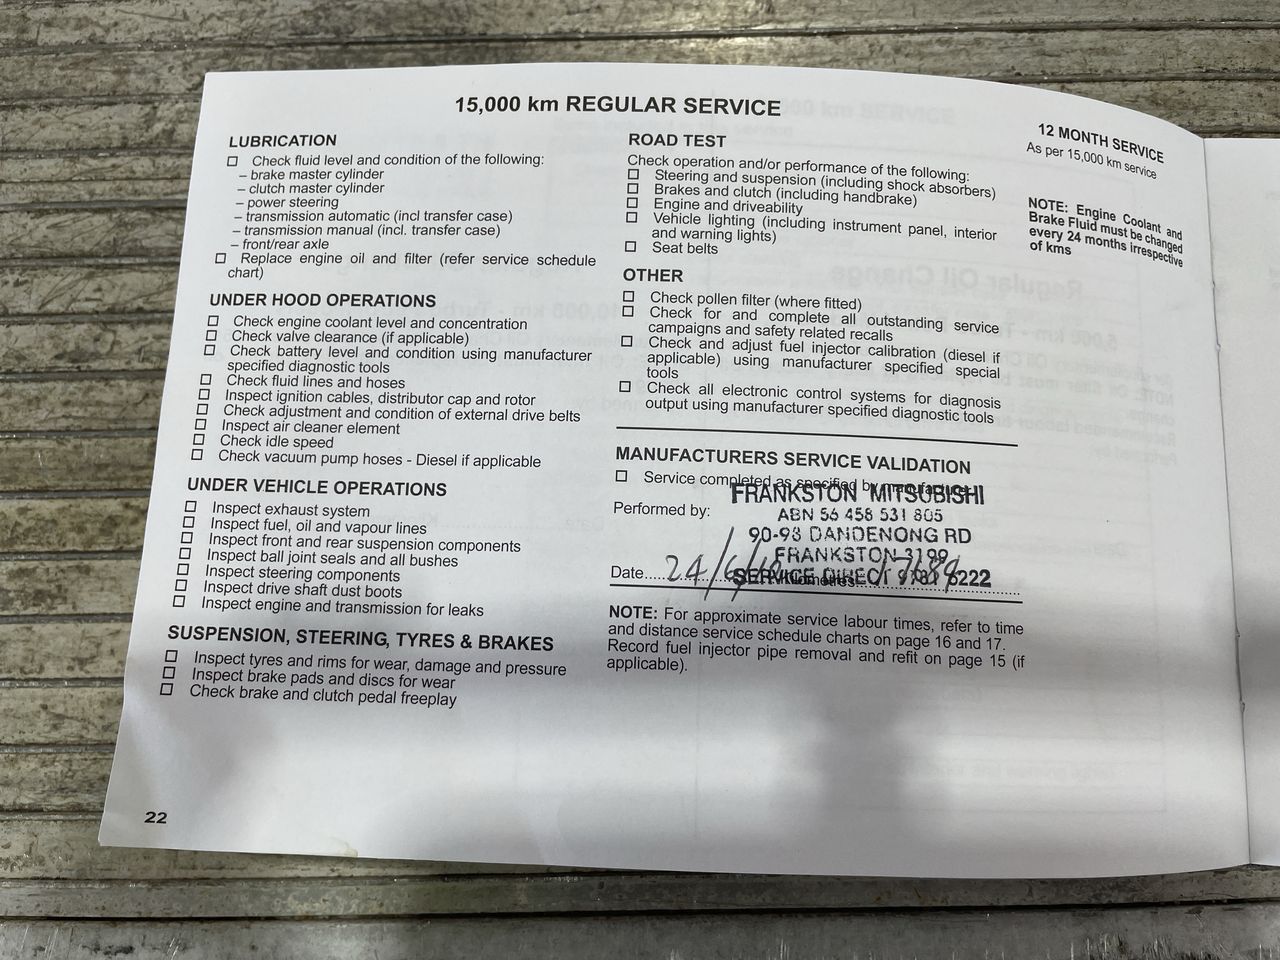 15,000 km REGULAR SERVICE
LUBRICATION
Check fluid level and condition of the following:
– brake master cylinder
– clutch master cylinder
– power steering
– transmission automatic (incl transfer case)
– transmission manual (incl. transfer case)
– front/rear axle
Replace engine oil and filter (refer service schedule
chart)
UNDER HOOD OPERATIONS
Check engine coolant level and concentration
Check valve clearance (if applicable)
Check battery level and condition using manufacturer
specified diagnostic tools
Check fluid lines and hoses
Inspect ignition cables, distributor cap and rotor
Check adjustment and condition of external drive belts
Inspect air cleaner element
Check idle speed
Check vacuum pump hoses - Diesel if applicable
UNDER VEHICLE OPERATIONS
Inspect exhaust system
Inspect fuel, oil and vapour lines
Inspect front and rear suspension components
Inspect ball joint seals and all bushes
Inspect steering components
Inspect drive shaft dust boots
Inspect engine and transmission for leaks
SUSPENSION, STEERING, TYRES & BRAKES
Inspect tyres and rims for wear, damage and pressure
Inspect brake pads and discs for wear
Check brake and clutch pedal freeplay
22
ROAD TEST
Check operation and/or performance of the following:
Steering and suspension (including shock absorbers)
Brakes and clutch (including handbrake)
Engine and driveability
Vehicle lighting (including instrument panel, interior
and warning lights)
Seat belts
OTHER
Check pollen filter (where fitted)
Check for and complete all outstanding service
campaigns and safety related recalls
Check and adjust fuel injector calibration (diesel if
applicable) using manufacturer specified special
tools
Check all electronic control systems for diagnosis
output using manufacturer specified diagnostic tools
MANUFACTURERS SERVICE VALIDATION
Service completed as specified by manufacturer
FRANKSTON MITSUBISHI
Performed by:
ABN 56 458 531 805
90-98 DANDENONG RD
FRANKSTON 3199
Date 24/6/
SERVICE DIRECT 9781 5222
NOTE: For approximate service labour times, refer to time
and distance service schedule charts on page 16 and 17.
Record fuel injector pipe removal and refit on page 15 (if
applicable).
12 MONTH SERVICE
As per 15,000 km service
NOTE: Engine Coolant and
Brake Fluid must be changed
every 24 months irrespective
of kms